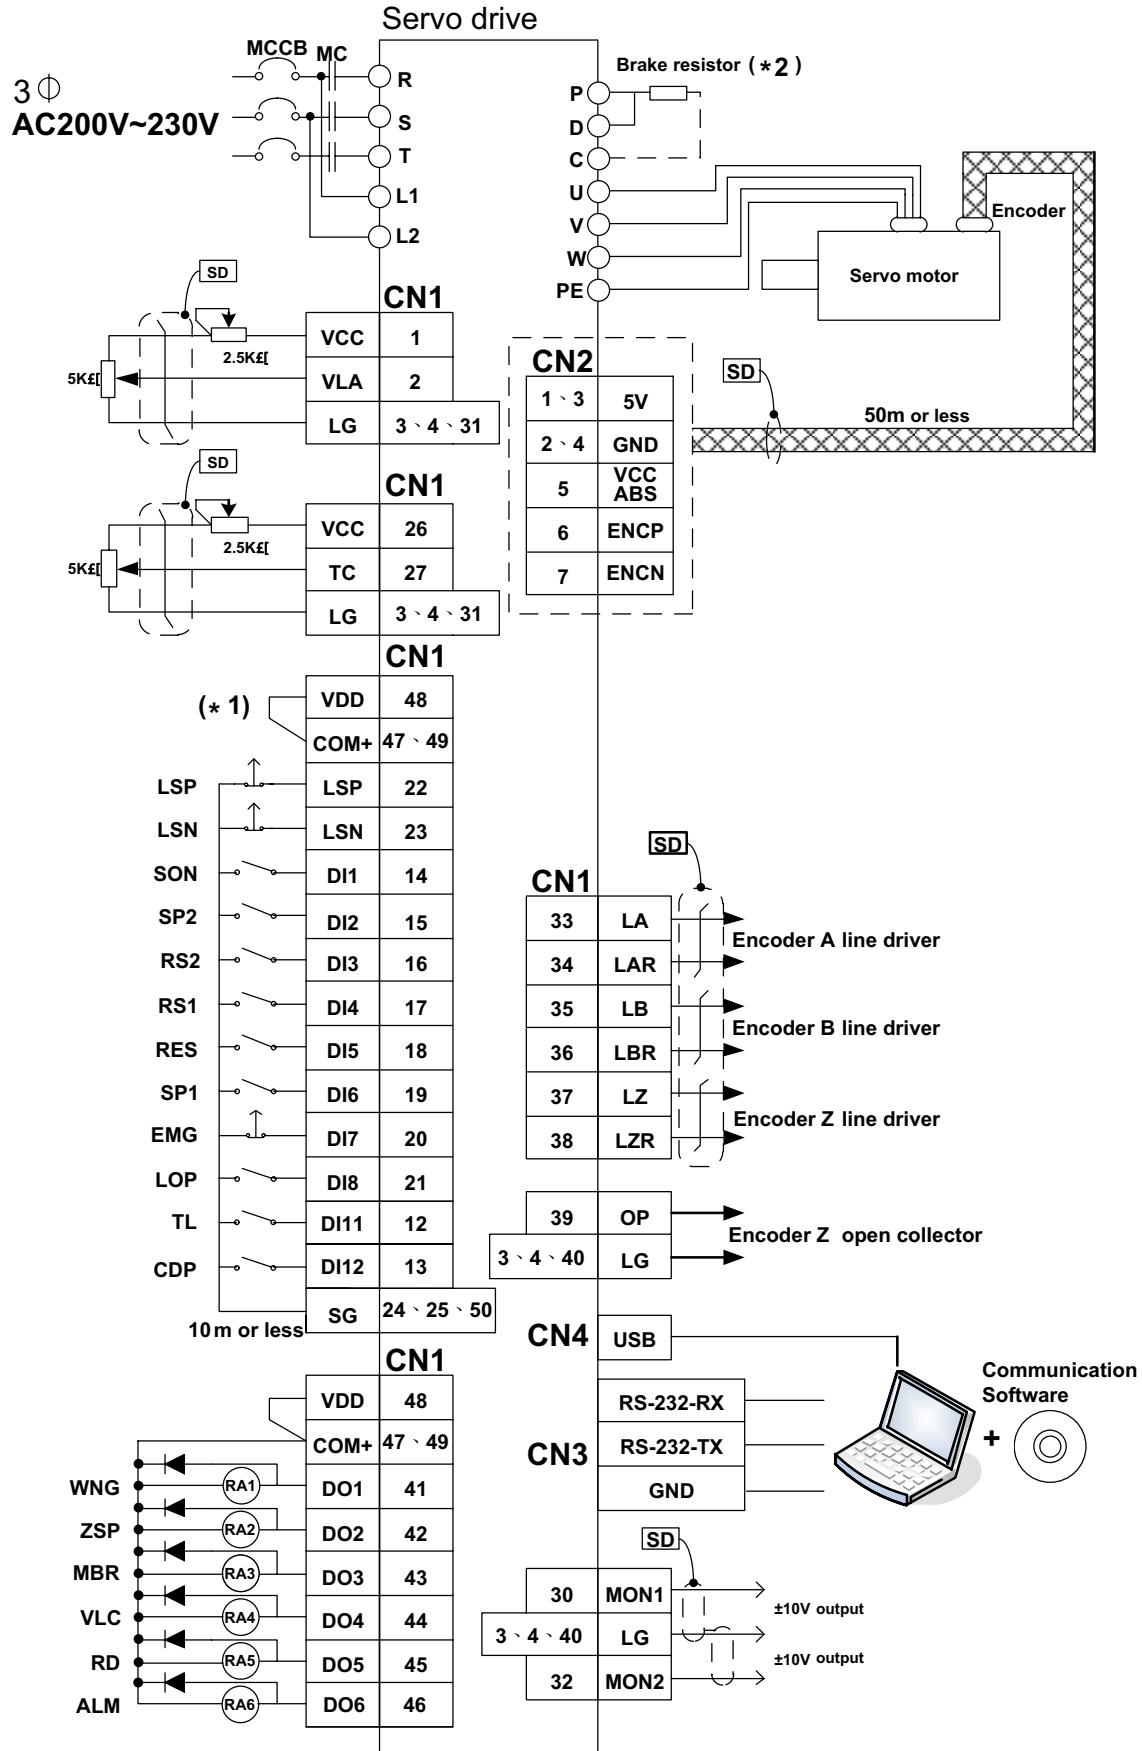 Servo drive
MCCB
MC
3 ⌀
AC200V~230V
R
S
T
L1
L2
Brake resistor ( * 2 )
P
D
C
U
V
W
PE
Encoder
Servo motor
SD
CN1
VCC 1
VLA 2
LG 3、4、31
2.5K£[
5K£[
SD
CN1
VCC 26
TC 27
LG 3、4、31
2.5K£[
5K£[
CN2
1、3 5V
2、4 GND
5 VCC ABS
6 ENCP
7 ENCN
SD
50m or less
CN1
(* 1)
VDD 48
COM+ 47、49
LSP LSP 22
LSN LSN 23
SON DI1 14
SP2 DI2 15
RS2 DI3 16
RS1 DI4 17
RES DI5 18
SP1 DI6 19
EMG DI7 20
LOP DI8 21
TL DI11 12
CDP DI12 13
SG 24、25、50
10m or less
SD
CN1
33 LA
34 LAR
Encoder A line driver
35 LB
36 LBR
Encoder B line driver
37 LZ
38 LZR
Encoder Z line driver
39 OP
3、4、40 LG
Encoder Z open collector
CN4 USB
CN3
RS-232-RX
RS-232-TX
GND
Communication
Software
+
CN1
VDD 48
COM+ 47、49
WNG RA1 DO1 41
ZSP RA2 DO2 42
MBR RA3 DO3 43
VLC RA4 DO4 44
RD RA5 DO5 45
ALM RA6 DO6 46
SD
30 MON1
±10V output
3、4、40 LG
±10V output
32 MON2